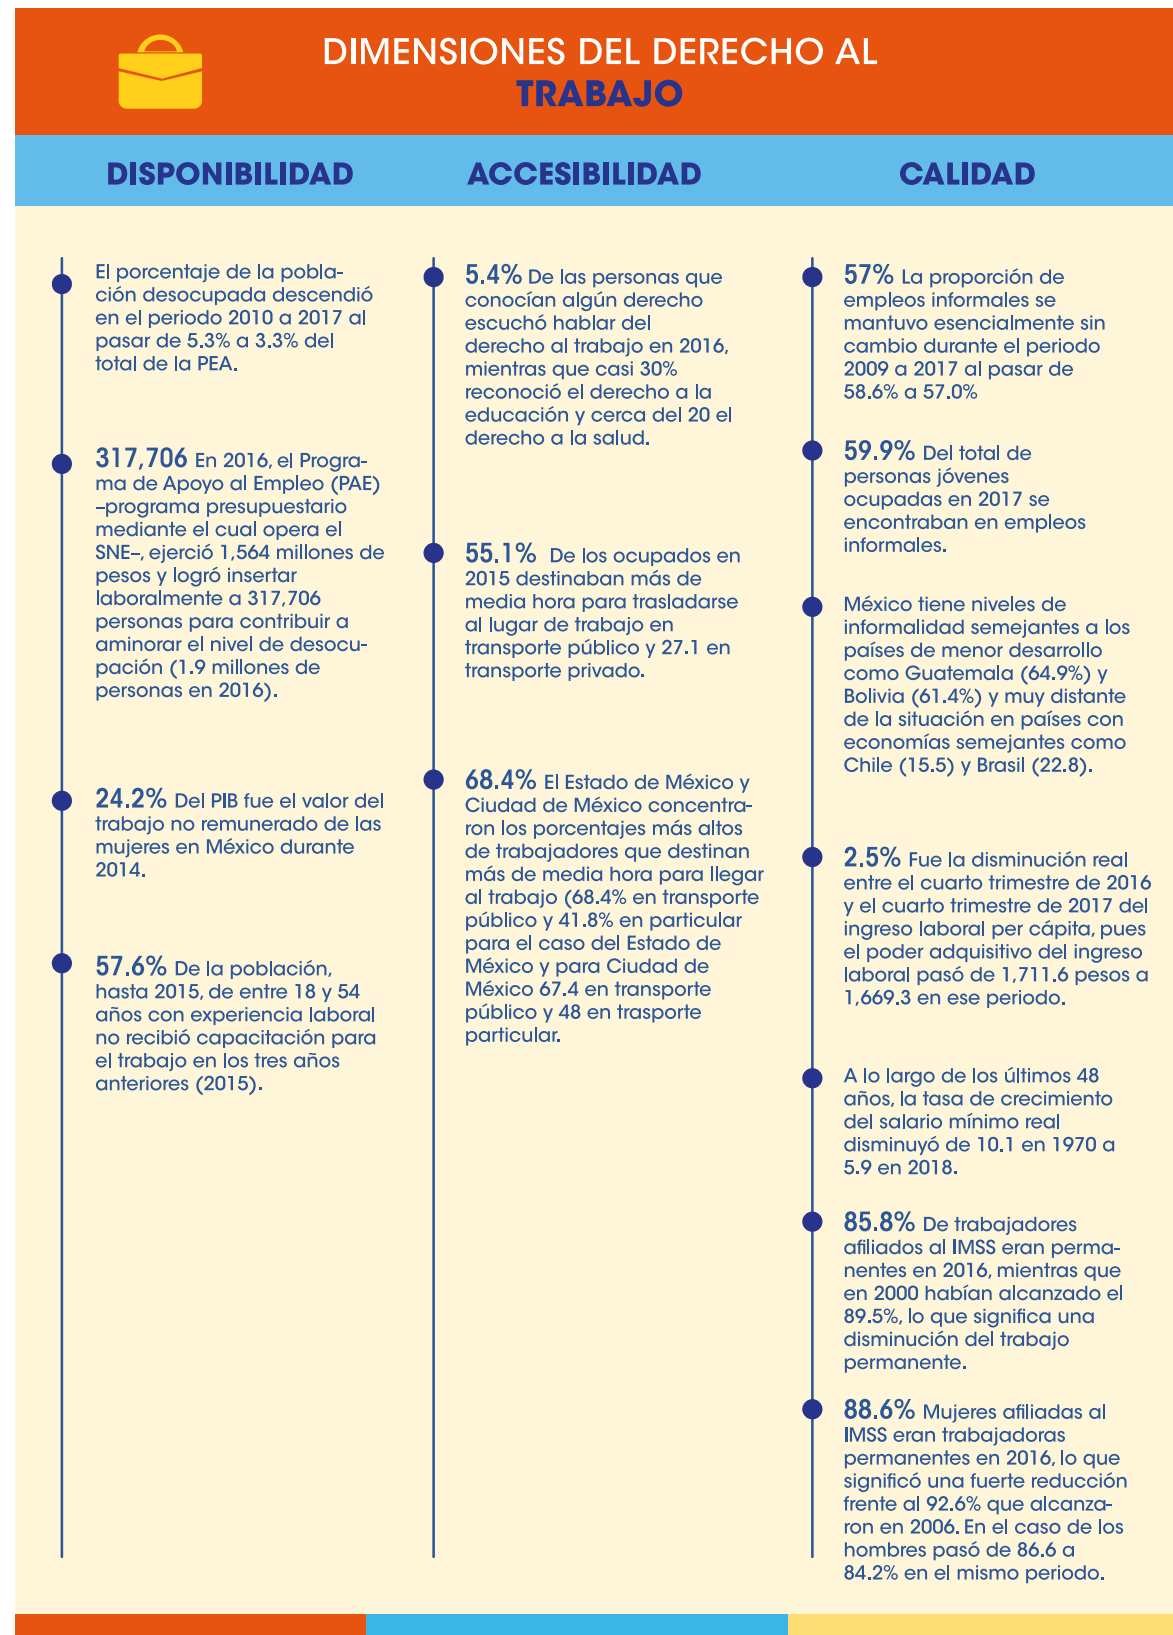 DIMENSIONES DEL DERECHO AL
TRABAJO
DISPONIBILIDAD
El porcentaje de la pobla-
ción desocupada descendió
en el periodo 2010 a 2017 al
pasar de 5.3% a 3.3% del
total de la PEA.
317,706 En 2016, el Progra-
ma de Apoyo al Empleo (PAE)
–programa presupuestario
mediante el cual opera el
SNE–, ejerció 1,564 millones de
pesos y logró insertar
laboralmente a 317,706
personas para contribuir a
aminorar el nivel de desocu-
pación (1.9 millones de
personas en 2016).
24.2% Del PIB fue el valor del
trabajo no remunerado de las
mujeres en México durante
2014.
57.6% De la población,
hasta 2015, de entre 18 y 54
años con experiencia laboral
no recibió capacitación para
el trabajo en los tres años
anteriores (2015).
ACCESIBILIDAD
5.4% De las personas que
conocían algún derecho
escuchó hablar del
derecho al trabajo en 2016,
mientras que casi 30%
reconoció el derecho a la
educación y cerca del 20 el
derecho a la salud.
55.1% De los ocupados en
2015 destinaban más de
media hora para trasladarse
al lugar de trabajo en
transporte público y 27.1 en
transporte privado.
68.4% El Estado de México y
Ciudad de México concentra-
ron los porcentajes más altos
de trabajadores que destinan
más de media hora para llegar
al trabajo (68.4% en transporte
público y 41.8% en particular
para el caso del Estado de
México y para Ciudad de
México 67.4 en transporte
público y 48 en trasporte
particular.
CALIDAD
57% La proporción de
empleos informales se
mantuvo esencialmente sin
cambio durante el periodo
2009 a 2017 al pasar de
58.6% a 57.0%
59.9% Del total de
personas jóvenes
ocupadas en 2017 se
encontraban en empleos
informales.
México tiene niveles de
informalidad semejantes a los
países de menor desarrollo
como Guatemala (64.9%) y
Bolivia (61.4%) y muy distante
de la situación en países con
economías semejantes como
Chile (15.5) y Brasil (22.8).
2.5% Fue la disminución real
entre el cuarto trimestre de 2016
y el cuarto trimestre de 2017 del
ingreso laboral per cápita, pues
el poder adquisitivo del ingreso
laboral pasó de 1,711.6 pesos a
1,669.3 en ese periodo.
A lo largo de los últimos 48
años, la tasa de crecimiento
del salario mínimo real
disminuyó de 10.1 en 1970 a
5.9 en 2018.
85.8% De trabajadores
afiliados al IMSS eran perma-
nentes en 2016, mientras que
en 2000 habían alcanzado el
89.5%, lo que significa una
disminución del trabajo
permanente.
88.6% Mujeres afiliadas al
IMSS eran trabajadoras
permanentes en 2016, lo que
significó una fuerte reducción
frente al 92.6% que alcanza-
ron en 2006. En el caso de los
hombres pasó de 86.6 a
84.2% en el mismo periodo.